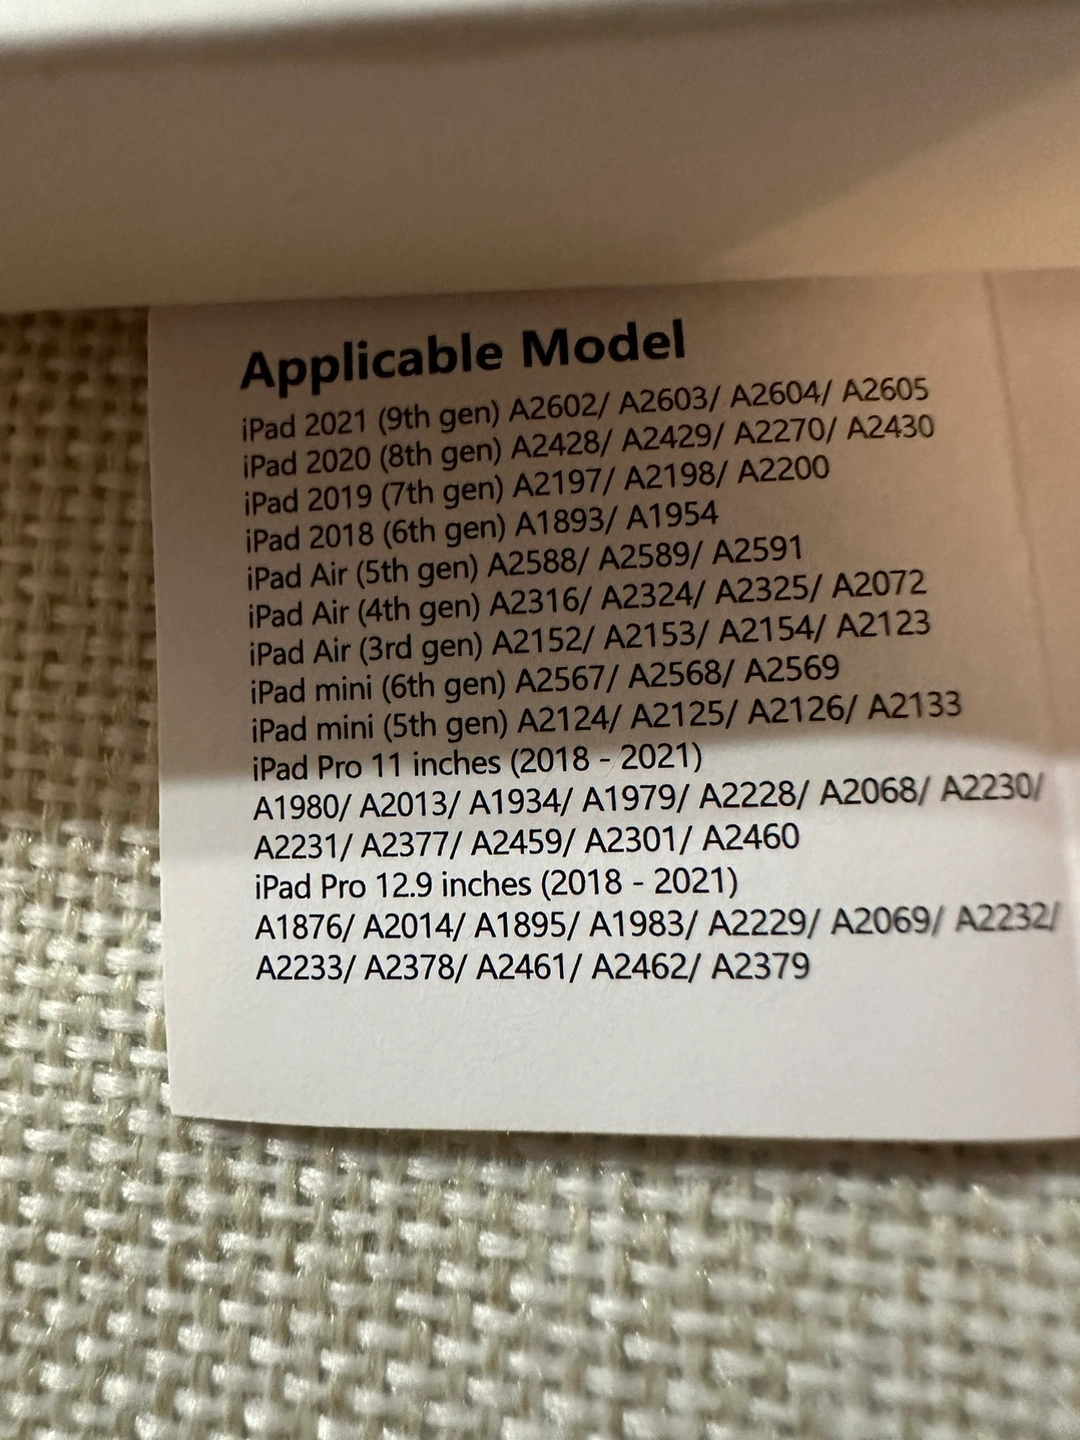 Applicable Model
iPad 2021 (9th gen) A2602/ A2603/ A2604/ A2605
iPad 2020 (8th gen) A2428/ A2429/ A2270/ A2430
iPad 2019 (7th gen) A2197/ A2198/ A2200
iPad 2018 (6th gen) A1893/ A1954
iPad Air (5th gen) A2588/ A2589/ A2591
iPad Air (4th gen) A2316/ A2324/ A2325/ A2072
iPad Air (3rd gen) A2152/ A2153/ A2154/ A2123
iPad mini (6th gen) A2567/ A2568/ A2569
iPad mini (5th gen) A2124/ A2125/ A2126/ A2133
iPad Pro 11 inches (2018 - 2021)
A1980/ A2013/ A1934/ A1979/ A2228/ A2068/ A2230/
A2231/ A2377/ A2459/ A2301/ A2460
iPad Pro 12.9 inches (2018 - 2021)
A1876/ A2014/ A1895/ A1983/ A2229/ A2069/ A2232/
A2233/ A2378/ A2461/ A2462/ A2379